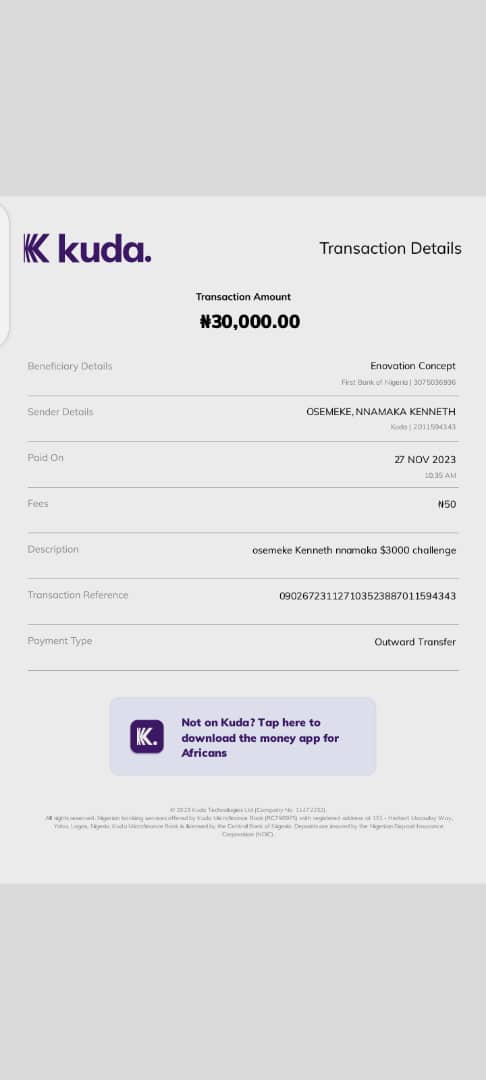 kuda.
Transaction Details
Transaction Amount
₦30,000.00
Beneficiary Details
Enovation Concept
First Bank of Nigeria | 3075036936
Sender Details
OSEMEKE, NNAMAKA KENNETH
Kuda | 2011594343
Paid On
27 NOV 2023
10:35 AM
Fees
₦50
Description
osemeke Kenneth nnamaka $3000 challenge
Transaction Reference
090267231127103523887011594343
Payment Type
Outward Transfer
Not on Kuda? Tap here to
download the money app for
Africans
K.
© 2023 Kuda Technologies Ltd (Company No.
All rights reserved. Nigerian banking services offered by Kuda Microfinance Bank with registered address at 151 - Herbert Macaulay Way,
Yaba, Lagos, Nigeria. Kuda Microfinance Bank is licensed by the Central Bank of Nigeria. Deposits are insured by the Nigerian Deposit Insurance
Corporation (NDIC).